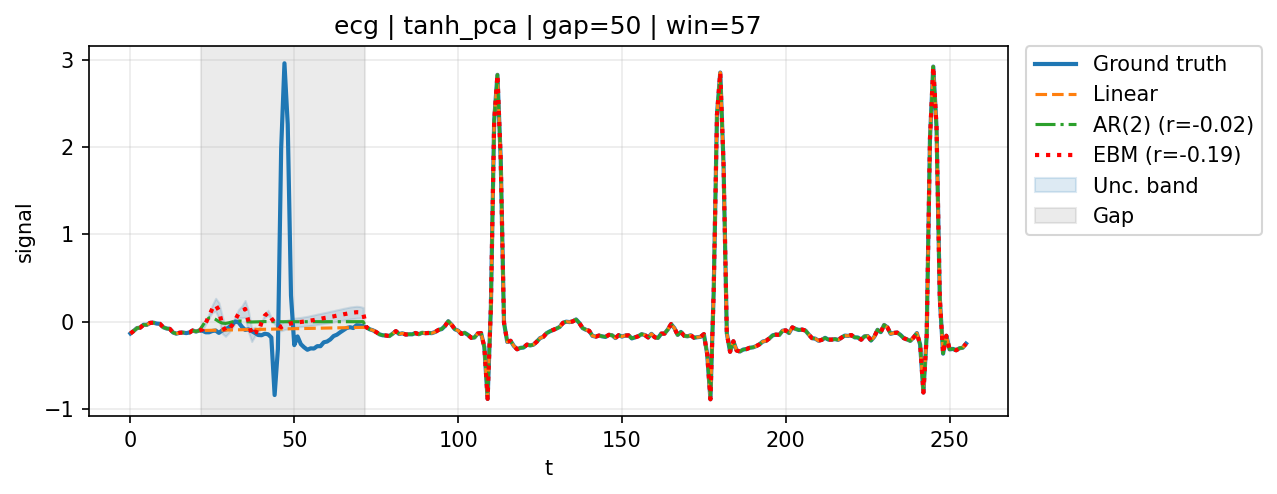 ecg | tanh_pca | gap=50 | win=57
3
2
1
0
−1
signal
0
50
100
150
200
250
t
Ground truth
Linear
AR(2) (r=-0.02)
EBM (r=-0.19)
Unc. band
Gap